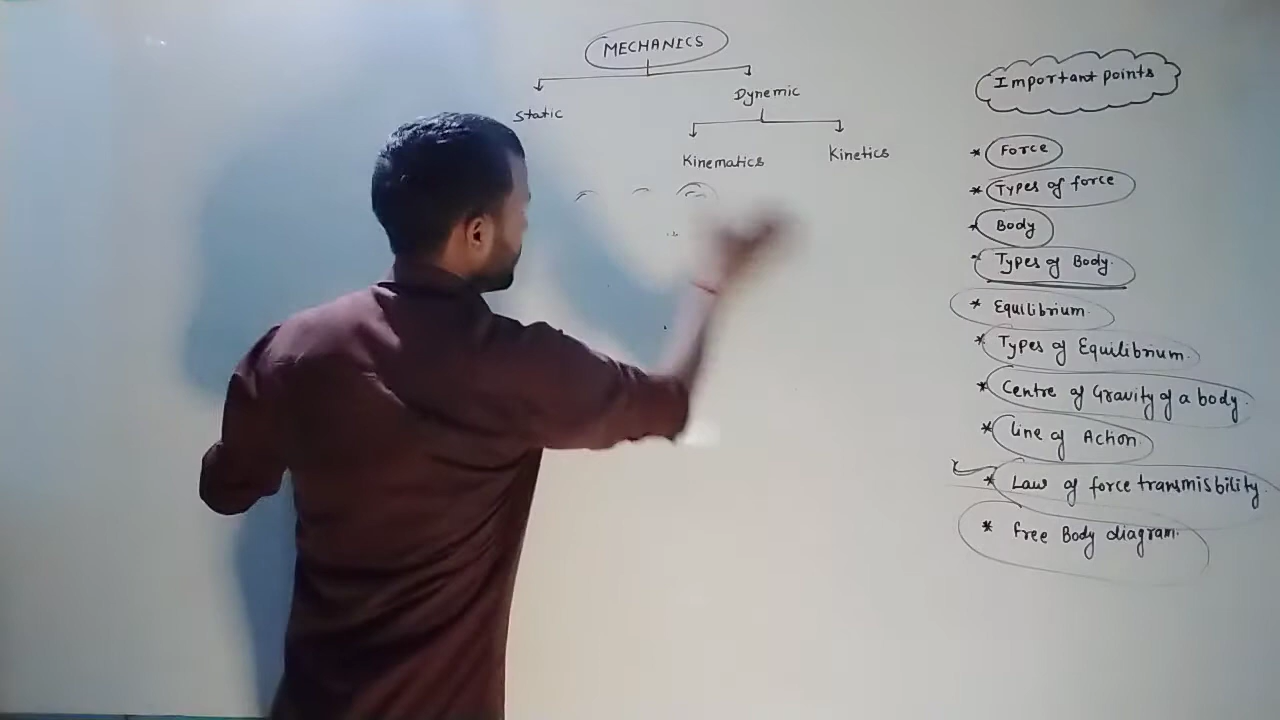 MECHANICS
Static
Dynemic
Kinematics
Kinetics
Important points
* Force
* Types of force
* Body
* Types of Body.
* Equilibrium.
* Types of Equilibrium.
* Centre of Gravity of a body.
* Line of Action.
* Law of force transmisbility.
* free Body diagram.